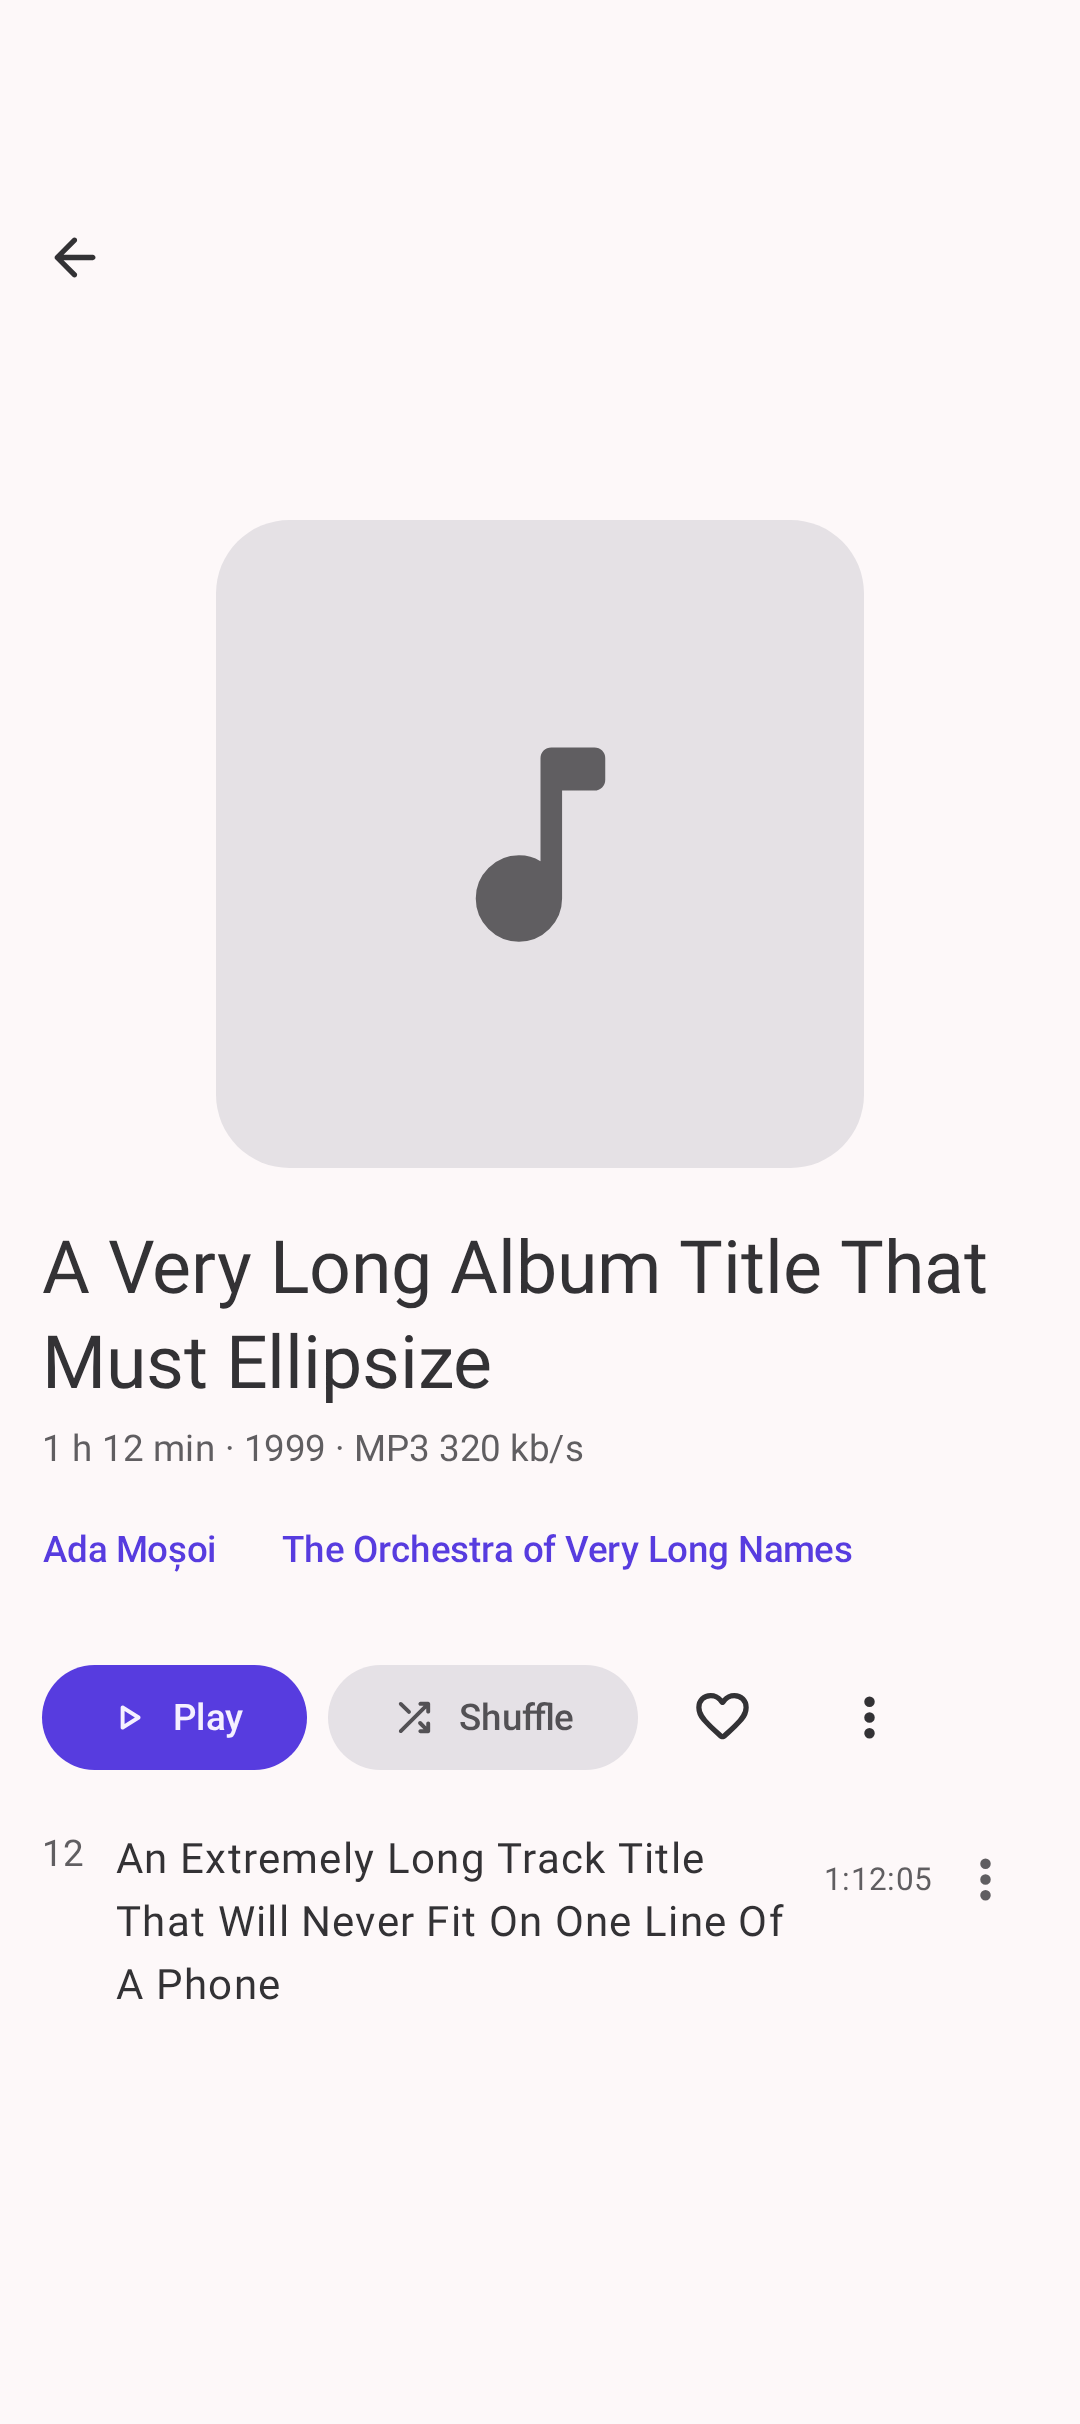 A Very Long Album Title That
Must Ellipsize
1 h 12 min · 1999 · MP3 320 kb/s
Ada Moșoi The Orchestra of Very Long Names
Play Shuffle
12 An Extremely Long Track Title
1:12:05
That Will Never Fit On One Line Of
A Phone